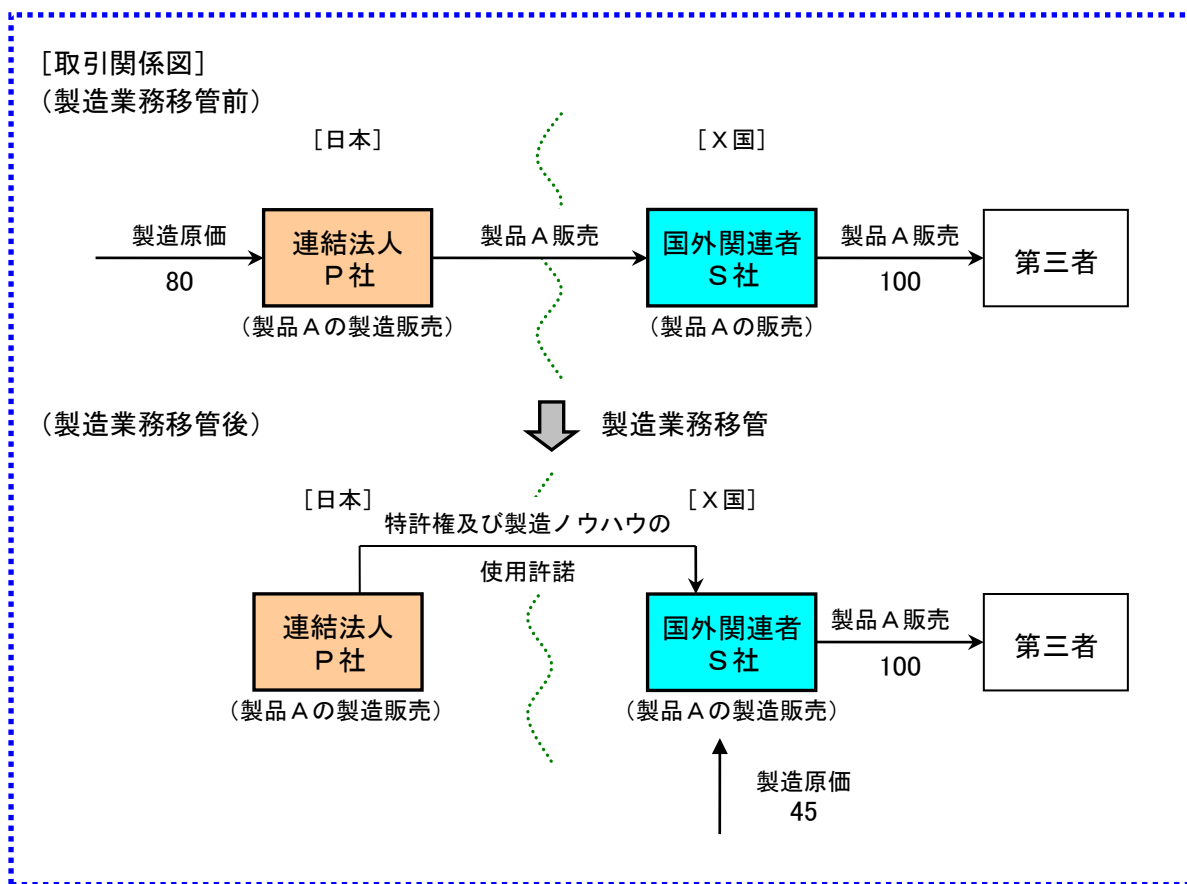 ［取引関係図］
（製造業務移管前）
［日本］
［Ｘ国］
製造原価
80
連結法人
Ｐ社
（製品Ａの製造販売）
製品Ａ販売
国外関連者
Ｓ社
（製品Ａの販売）
製品Ａ販売
100
第三者
（製造業務移管後）
製造業務移管
［日本］
［Ｘ国］
特許権及び製造ノウハウの
使用許諾
連結法人
Ｐ社
（製品Ａの製造販売）
国外関連者
Ｓ社
（製品Ａの製造販売）
製品Ａ販売
100
第三者
製造原価
45